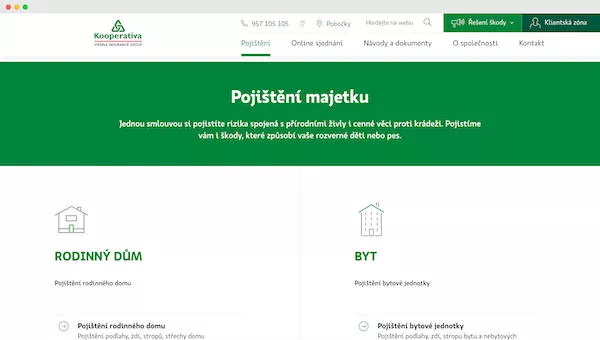 Kooperativa
VIENNA INSURANCE GROUP
957 105 105
Pobočky
Hledejte na webu
Řešení škody
Klientská zóna
Pojištění
Online sjednání
Návody a dokumenty
O společnosti
Kontakt
Pojištění majetku
Jednou smlouvou si pojistíte rizika spojená s přírodními živly i cenné věci proti krádeži. Pojistíme
vám i škody, které způsobí vaše rozverné děti nebo pes.
RODINNÝ DŮM
Pojištění rodinného domu
Pojištění rodinného domu
Pojištění podlahy, zdí, stropů, střechy domu
BYT
Pojištění bytové jednotky
Pojištění bytové jednotky
Pojištění podlahy, zdí, stropu bytu a nebytových